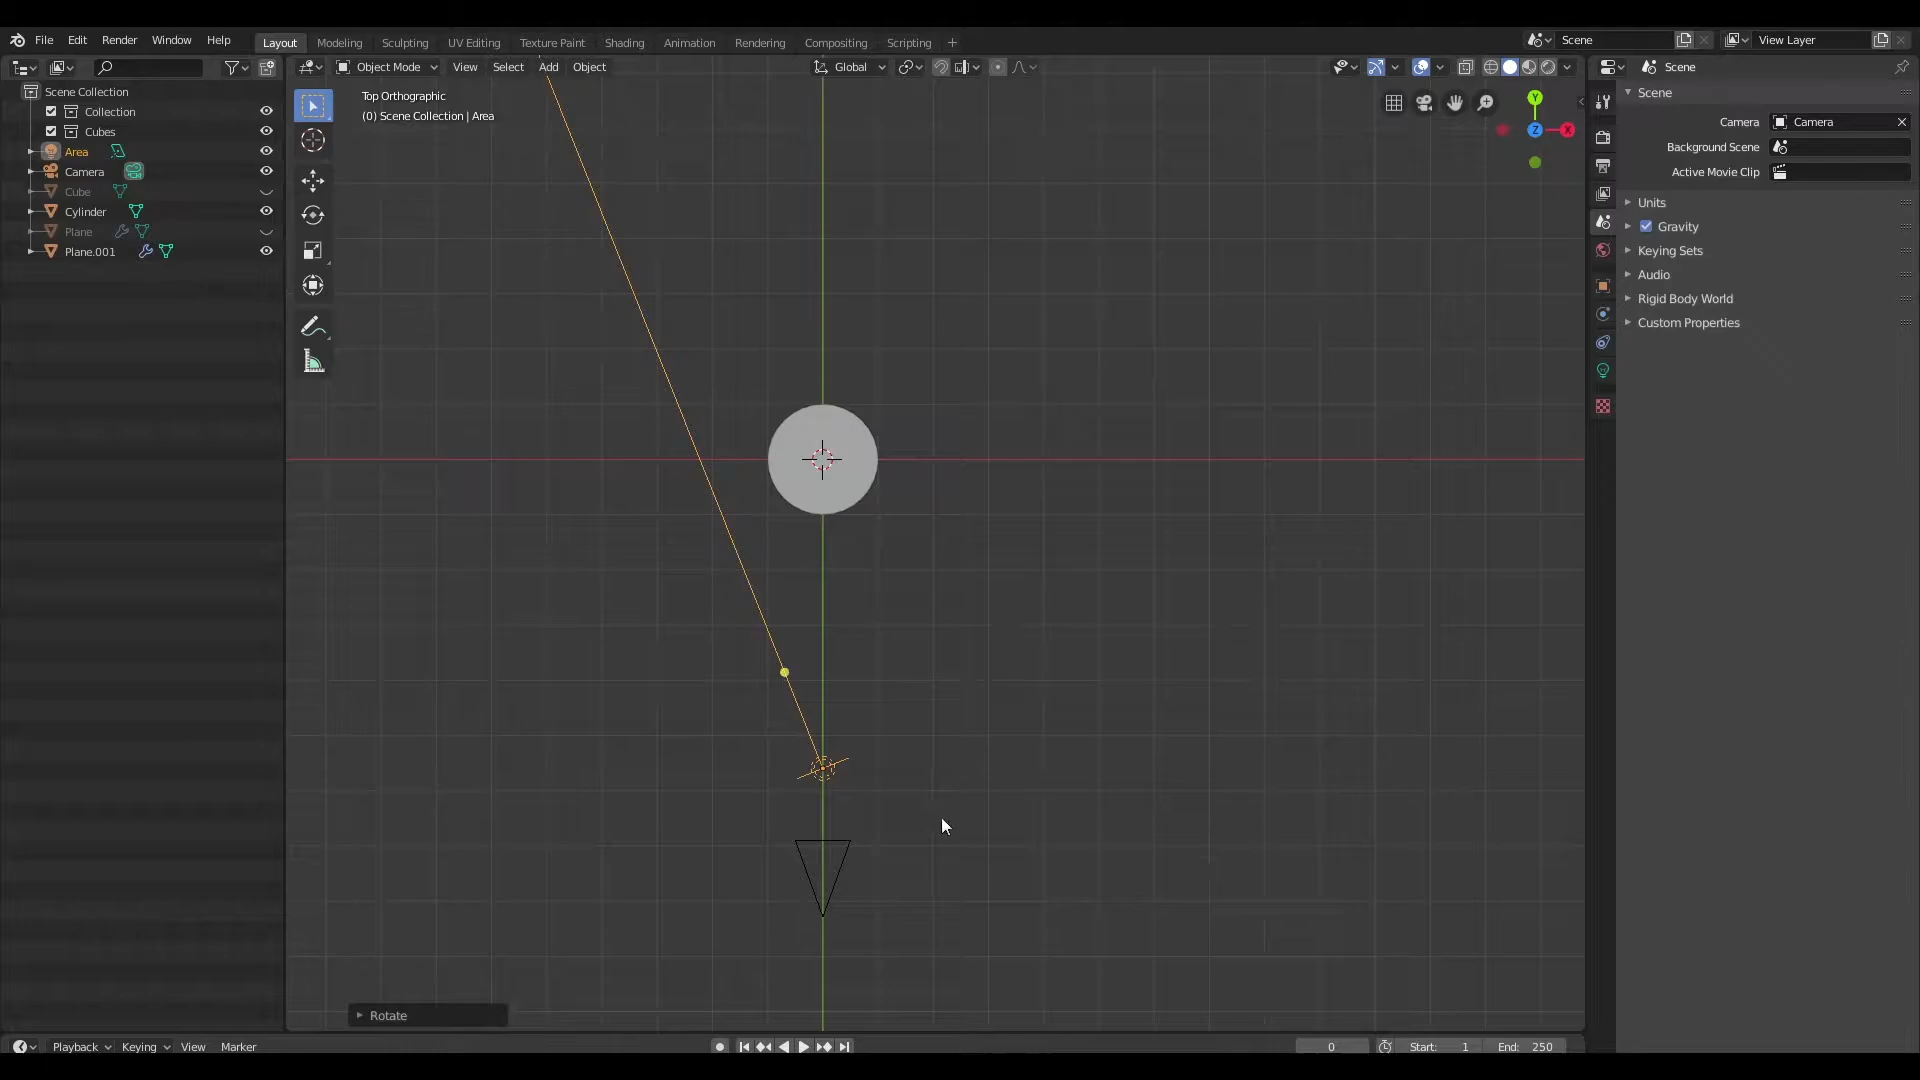 File Edit Render Window Help Layout Modeling Sculpting UV Editing Texture Paint Shading Animation Rendering Compositing Scripting + Scene View Layer
Object Mode View Select Add Object Global Scene
Scene Collection
Collection
Cubes
Area
Camera
Cube
Cylinder
Plane
Plane.001
Top Orthographic
(0) Scene Collection | Area
Y
Z
X
Rotate
Scene
Camera Camera
Background Scene
Active Movie Clip
Units
Gravity
Keying Sets
Audio
Rigid Body World
Custom Properties
Playback Keying View Marker 0 Start: 1 End: 250